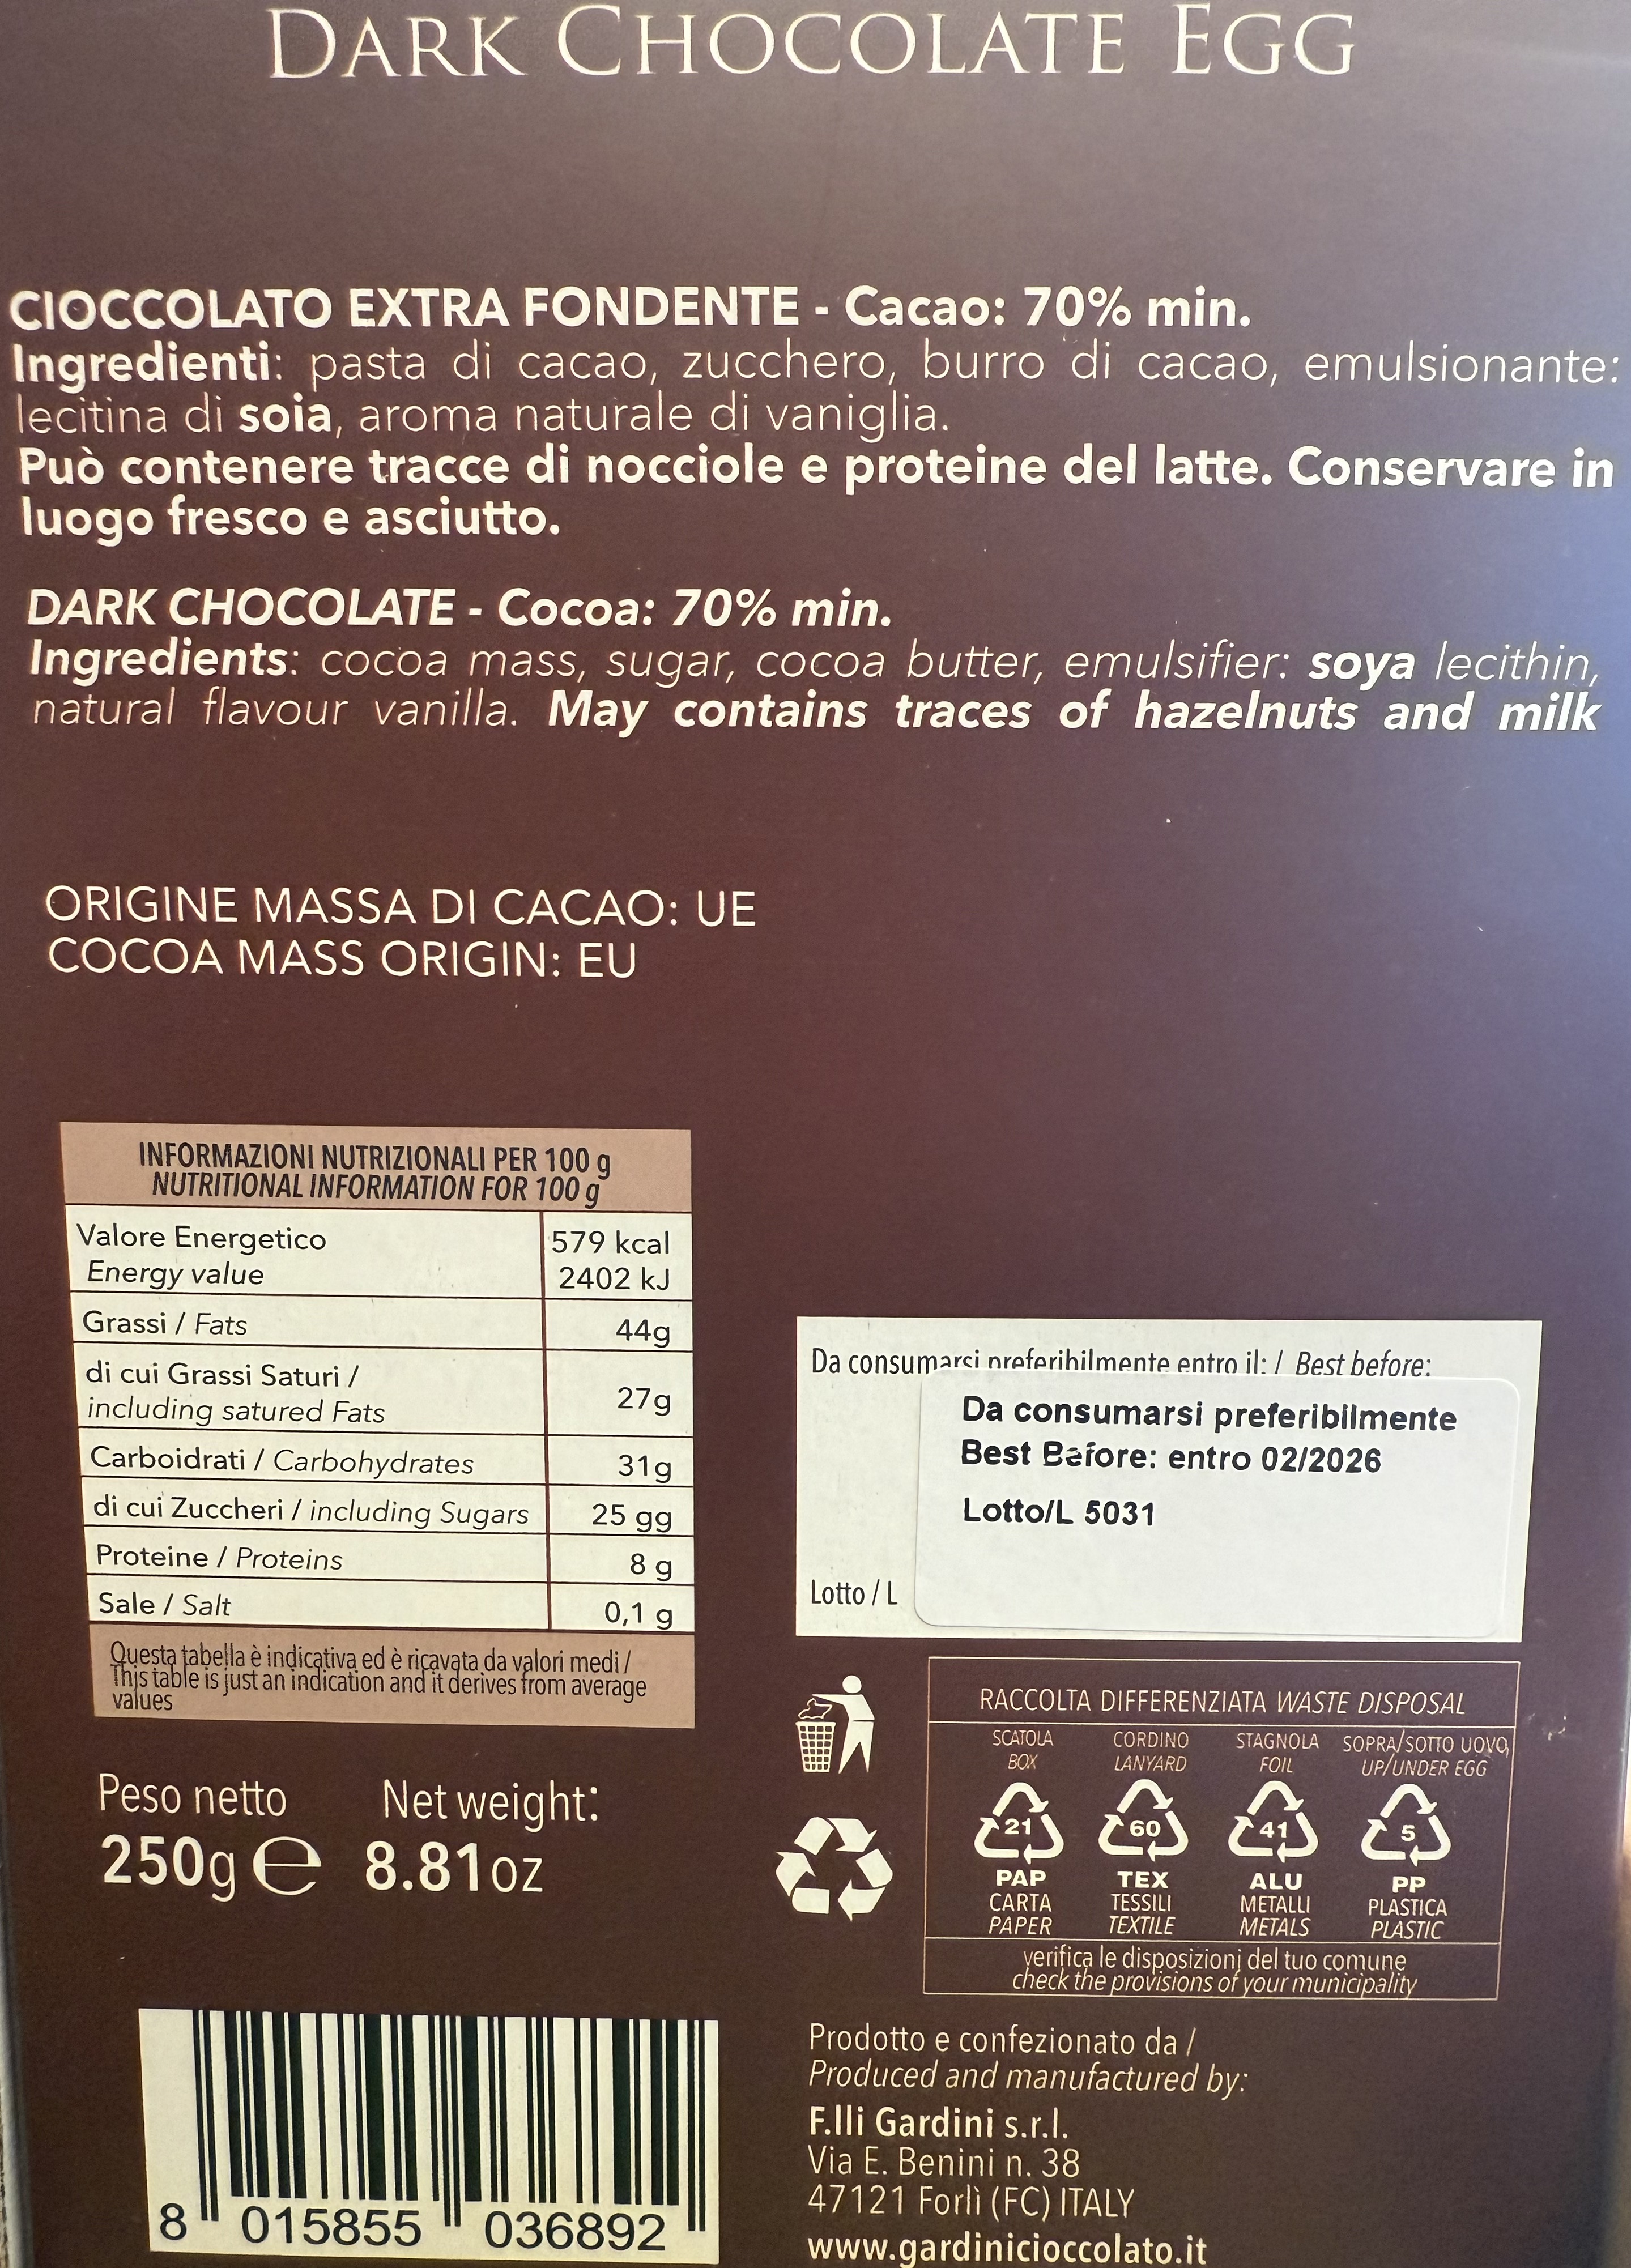 DARK CHOCOLATE EGG
CIOCCOLATO EXTRA FONDENTE - Cacao: 70% min.
Ingredienti: pasta di cacao, zucchero, burro di cacao, emulsionante:
lecitina di soia, aroma naturale di vaniglia.
Può contenere tracce di nocciole e proteine del latte. Conservare in
luogo fresco e asciutto.
DARK CHOCOLATE - Cocoa: 70% min.
Ingredients: cocoa mass, sugar, cocoa butter, emulsifier: soya lecithin,
natural flavour vanilla. May contains traces of hazelnuts and milk
ORIGINE MASSA DI CACAO: UE
COCOA MASS ORIGIN: EU
INFORMAZIONI NUTRIZIONALI PER 100 g
NUTRITIONAL INFORMATION FOR 100 g
Valore Energetico 579 kcal
Energy value 2402 kJ
Grassi / Fats 44g
di cui Grassi Saturi /
including satured Fats 27g
Carboidrati / Carbohydrates 31g
di cui Zuccheri / including Sugars 25 gg
Proteine / Proteins 8 g
Sale / Salt 0,1 g
Questa tabella è indicativa ed è ricavata da valori medi /
This table is just an indication and it derives from average
values
Peso netto Net weight:
250g e 8.81oz
8 015855 036892
Da consumarsi preferibilmente entro il: / Best before:
Da consumarsi preferibilmente
Best Before: entro 02/2026
Lotto/L 5031
Lotto / L
RACCOLTA DIFFERENZIATA WASTE DISPOSAL
SCATOLA CORDINO STAGNOLA SOPRA/SOTTO UOVO
BOX LANYARD FOIL UP/UNDER EGG
21 60 41 5
PAP TEX ALU PP
CARTA TESSILI METALLI PLASTICA
PAPER TEXTILE METALS PLASTIC
verifica le disposizioni del tuo comune
check the provisions of your municipality
Prodotto e confezionato da /
Produced and manufactured by:
F.lli Gardini s.r.l.
Via E. Benini n. 38
47121 Forlì (FC) ITALY
www.gardinicioccolato.it